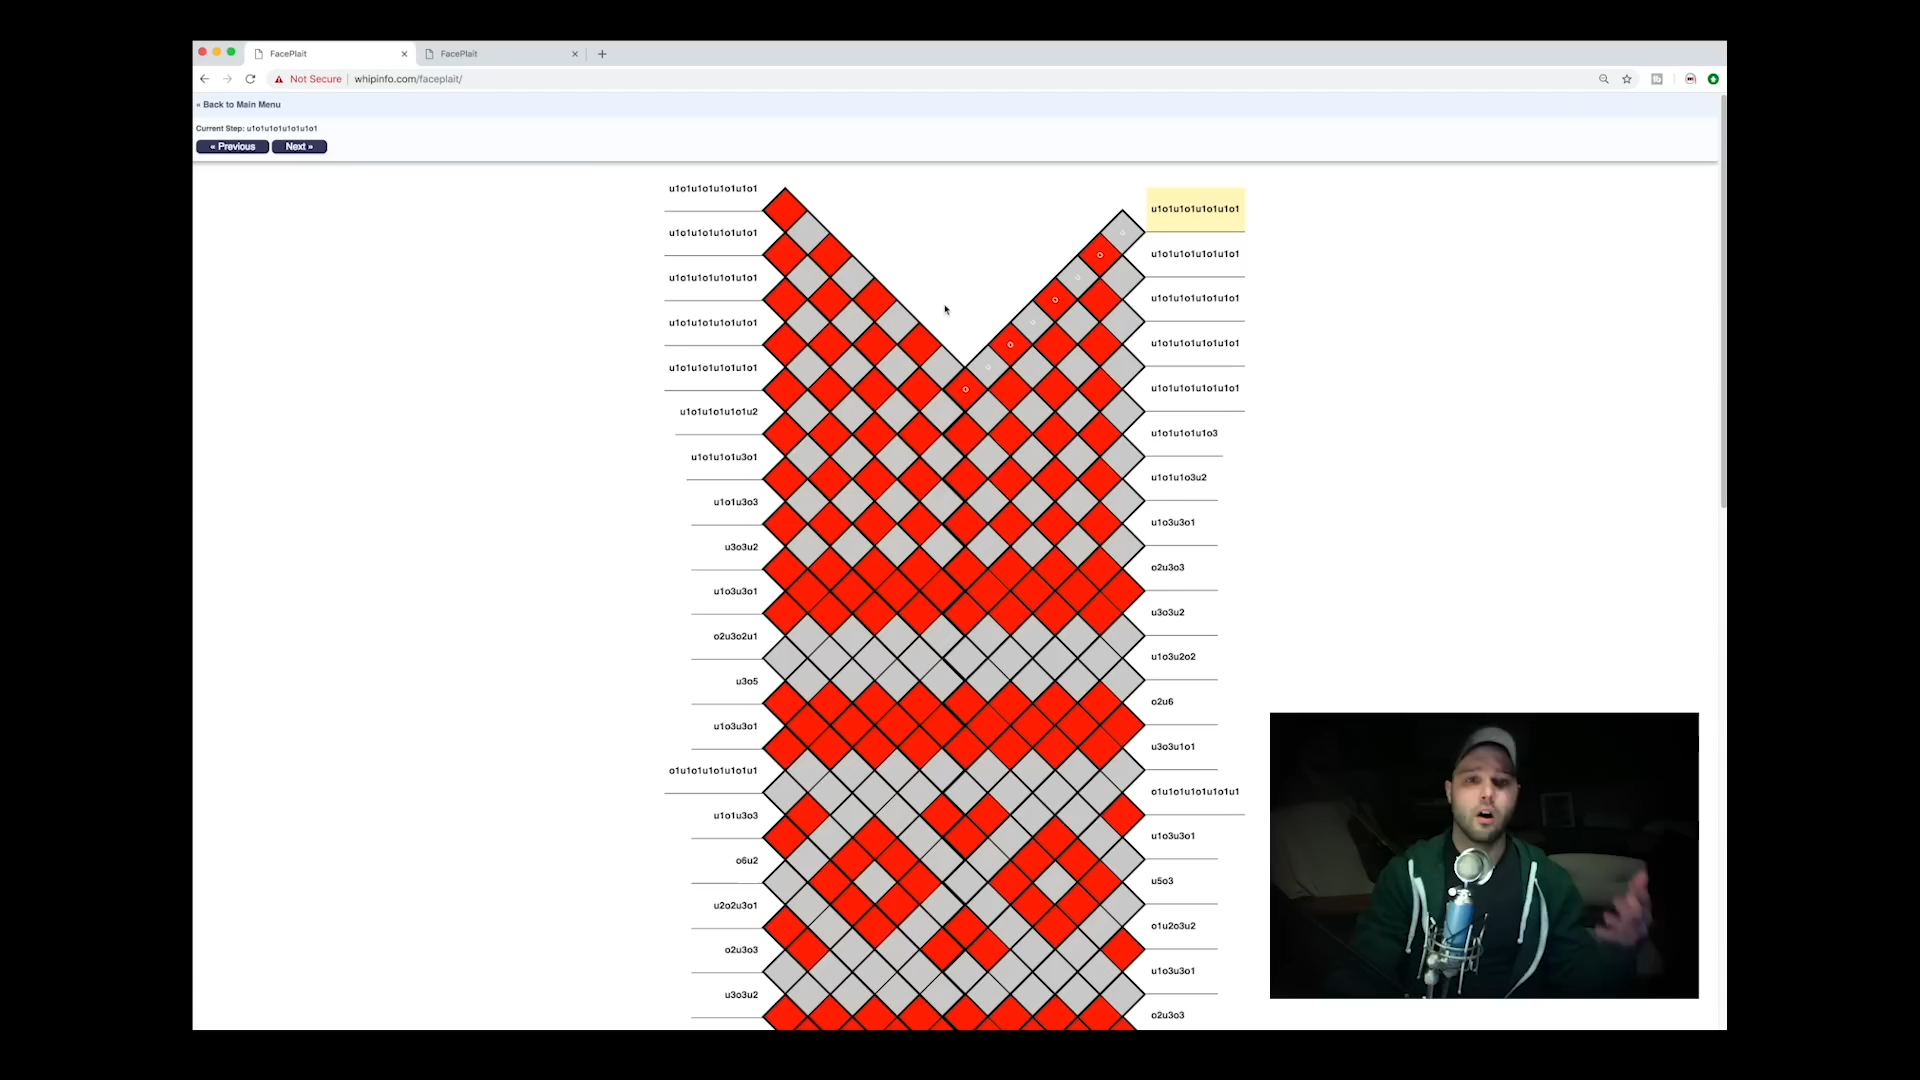 FacePlait
FacePlait
Not Secure
whipinfo.com/faceplait/
« Back to Main Menu
Current Step: u1o1u1o1u1o1u1o1
« Previous
Next »
u1o1u1o1u1o1u1o1
u1o1u1o1u1o1u1o1
u1o1u1o1u1o1u1o1
u1o1u1o1u1o1u1o1
u1o1u1o1u1o1u1o1
u1o1u1o1u1o1u2
u1o1u1o1u3o1
u1o1u3o3
u3o3u2
u1o3u3o1
o2u3o2u1
u3o5
u1o3u3o1
o1u1o1u1o1u1o1u1
u1o1u3o3
o6u2
u2o2u3o1
o2u3o3
u3o3u2
u1o1u1o1u1o1u1o1
u1o1u1o1u1o1u1o1
u1o1u1o1u1o1u1o1
u1o1u1o1u1o1u1o1
u1o1u1o1u1o1u1o1
u1o1u1o1u1o3
u1o1u1o3u2
u1o3u3o1
o2u3o3
u3o3u2
u1o3u2o2
o2u6
u3o3u1o1
o1u1o1u1o1u1o1u1
u1o3u3o1
u5o3
o1u2o3u2
u1o3u3o1
o2u3o3